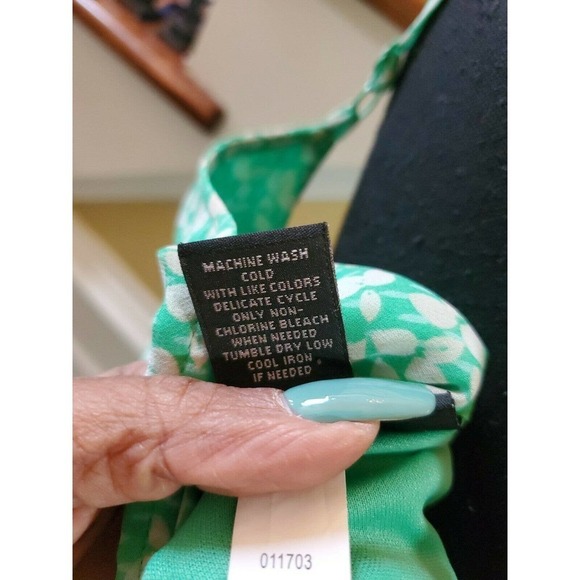 MACHINE WASH
COLD
WITH LIKE COLORS
DELICATE CYCLE
ONLY NON-
CHLORINE BLEACH
WHEN NEEDED
TUMBLE DRY LOW
COOL IRON
IF NEEDED
011703